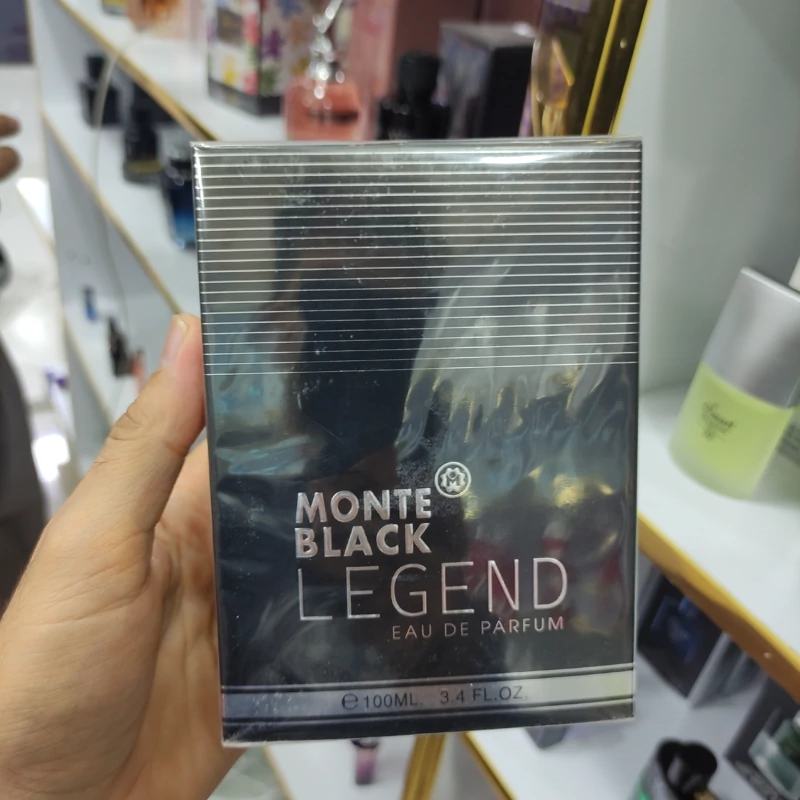 MONTE
BLACK
LEGEND
EAU DE PARFUM
℮100ML. 3.4 FL.OZ.